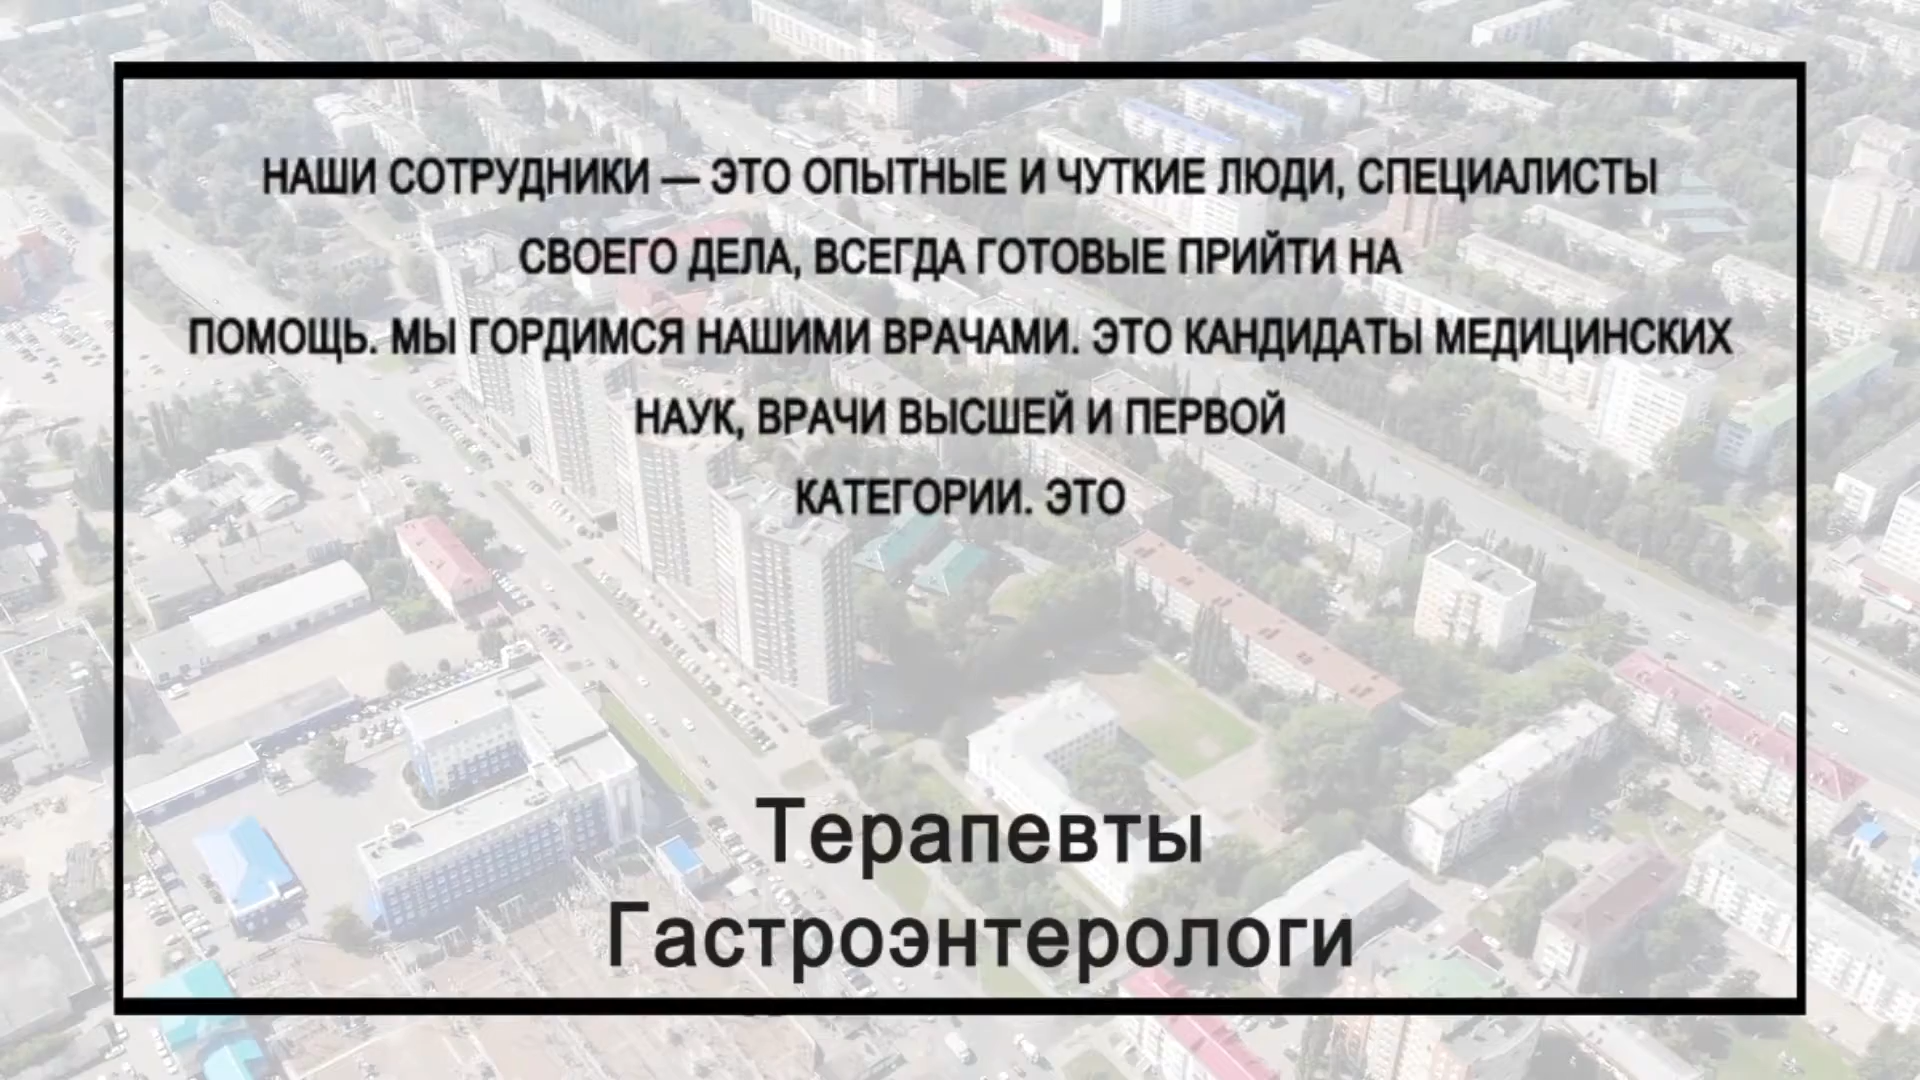 НАШИ СОТРУДНИКИ — ЭТО ОПЫТНЫЕ И ЧУТКИЕ ЛЮДИ, СПЕЦИАЛИСТЫ
СВОЕГО ДЕЛА, ВСЕГДА ГОТОВЫЕ ПРИЙТИ НА
ПОМОЩЬ. МЫ ГОРДИМСЯ НАШИМИ ВРАЧАМИ. ЭТО КАНДИДАТЫ МЕДИЦИНСКИХ
НАУК, ВРАЧИ ВЫСШЕЙ И ПЕРВОЙ
КАТЕГОРИИ. ЭТО
Терапевты
Гастроэнтерологи